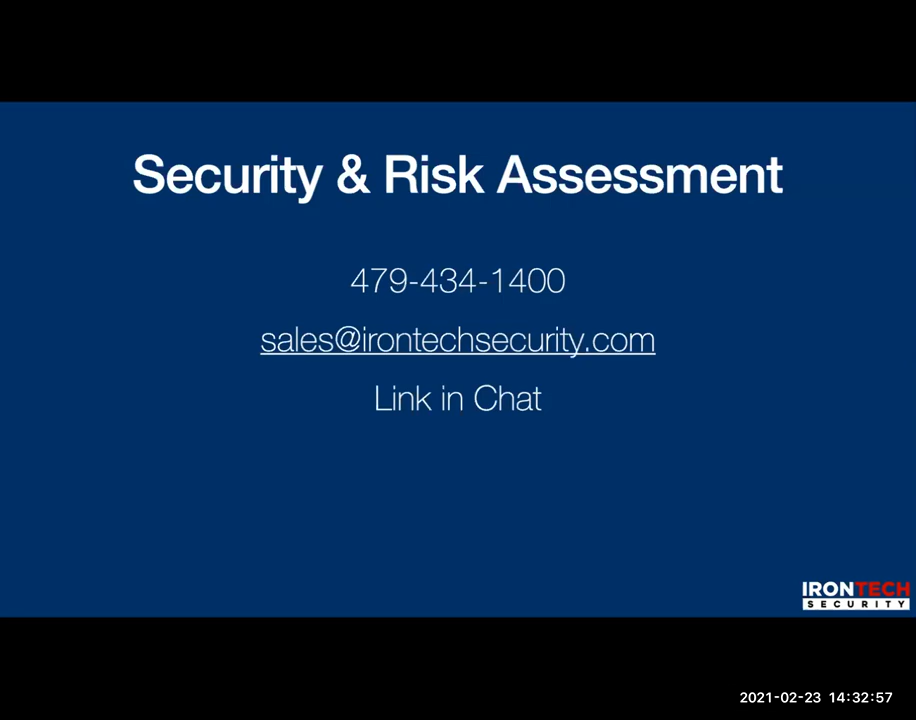 Security & Risk Assessment
479-434-1400
sales@irontechsecurity.com
Link in Chat
IRONTECH
SECURITY
2021-02-23 14:32:57